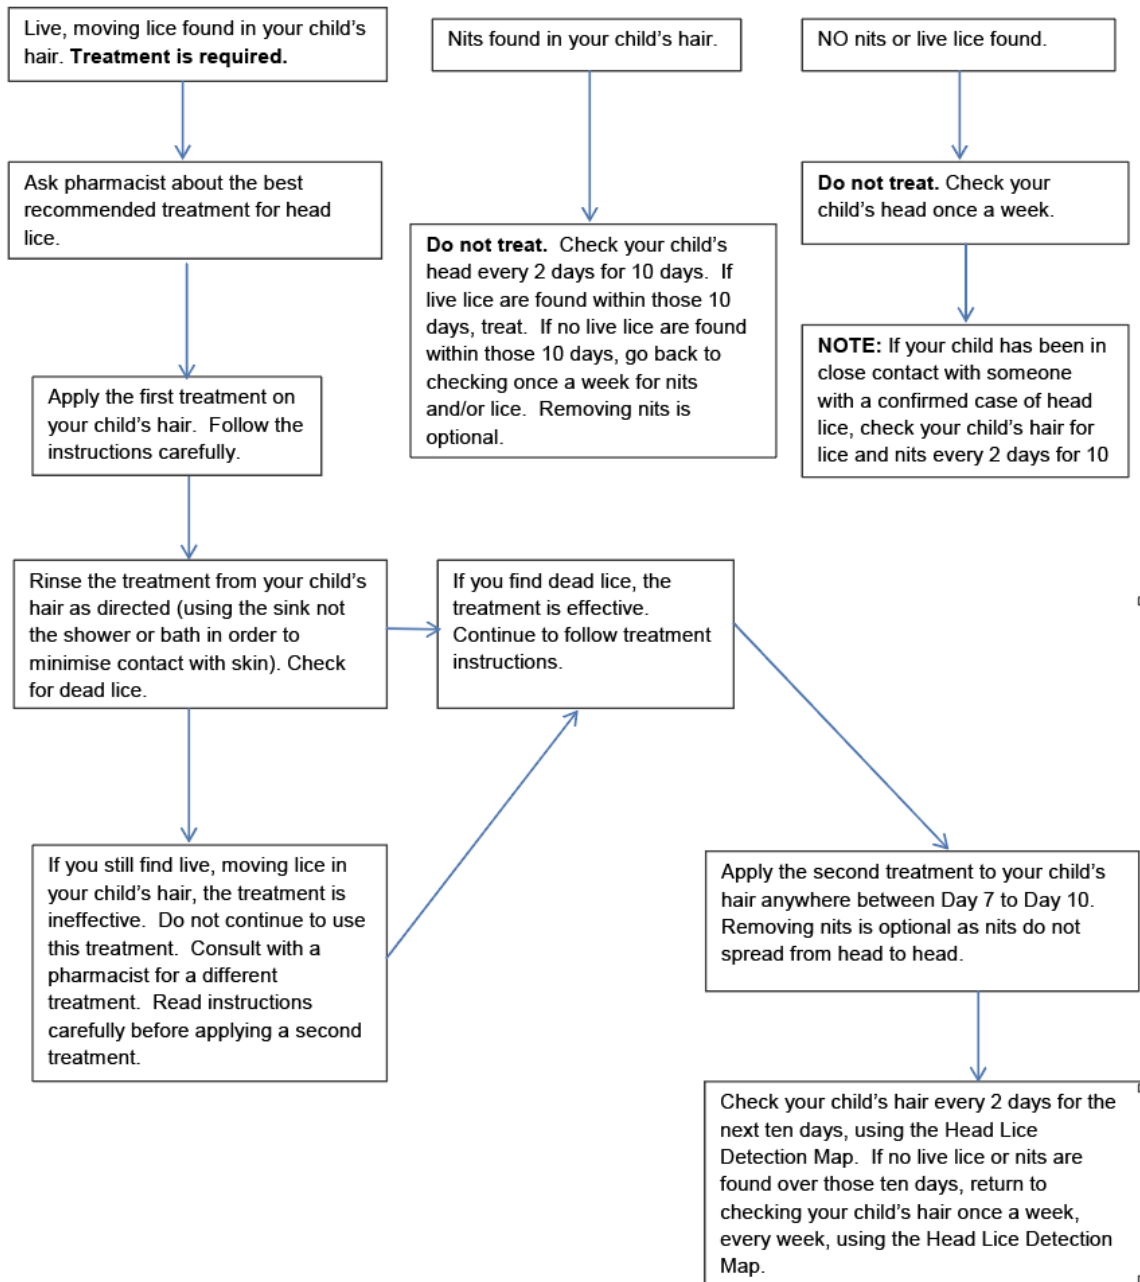 Live, moving lice found in your child's
hair. Treatment is required.
Nits found in your child's hair.
NO nits or live lice found.
Ask pharmacist about the best
recommended treatment for head
lice.
Do not treat. Check your child's
head every 2 days for 10 days. If
live lice are found within those 10
days, treat. If no live lice are found
within those 10 days, go back to
checking once a week for nits
and/or lice. Removing nits is
optional.
Do not treat. Check your
child's head once a week.
NOTE: If your child has been in
close contact with someone
with a confirmed case of head
lice, check your child's hair for
lice and nits every 2 days for 10
Apply the first treatment on
your child's hair. Follow the
instructions carefully.
Rinse the treatment from your child's
hair as directed (using the sink not
the shower or bath in order to
minimise contact with skin). Check
for dead lice.
If you find dead lice, the
treatment is effective.
Continue to follow treatment
instructions.
If you still find live, moving lice in
your child's hair, the treatment is
ineffective. Do not continue to use
this treatment. Consult with a
pharmacist for a different
treatment. Read instructions
carefully before applying a second
treatment.
Apply the second treatment to your child's
hair anywhere between Day 7 to Day 10.
Removing nits is optional as nits do not
spread from head to head.
Check your child's hair every 2 days for the
next ten days, using the Head Lice
Detection Map. If no live lice or nits are
found over those ten days, return to
checking your child's hair once a week,
every week, using the Head Lice Detection
Map.